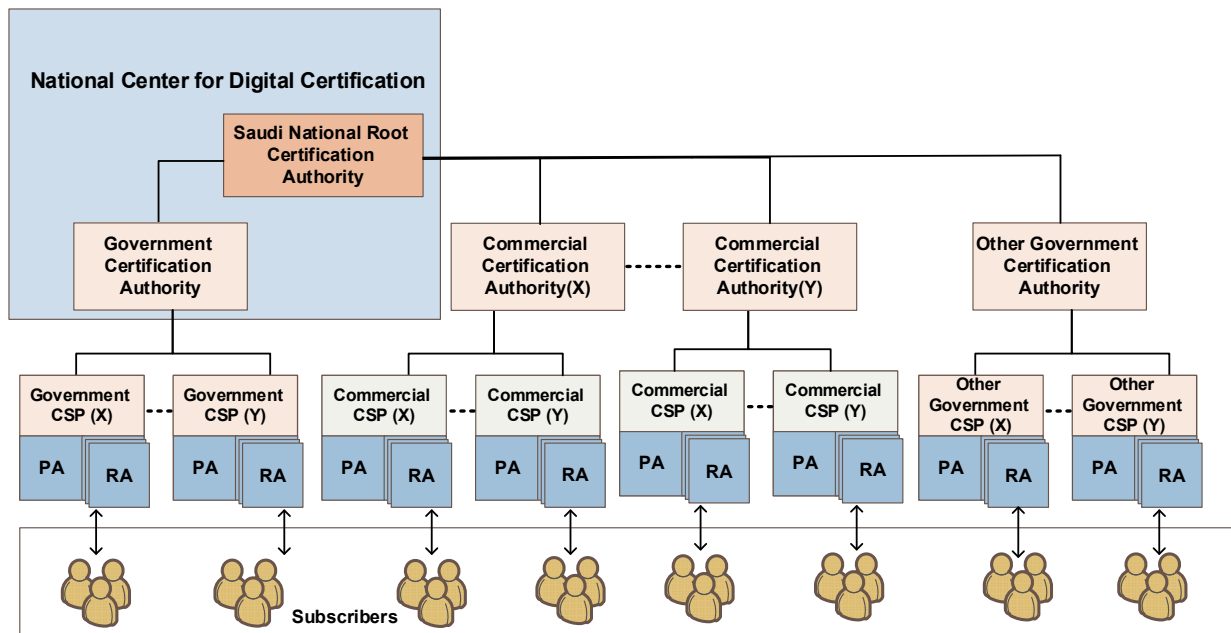 National Center for Digital Certification
Saudi National Root
Certification
Authority
Government
Certification
Authority
Commercial
Certification
Authority(X)
Commercial
Certification
Authority(Y)
Other Government
Certification
Authority
Government
CSP (X)
Government
CSP (Y)
Commercial
CSP (X)
Commercial
CSP (Y)
Commercial
CSP (X)
Commercial
CSP (Y)
Other
Government
CSP (X)
Other
Government
CSP (Y)
PA
RA
PA
RA
PA
RA
PA
RA
PA
RA
PA
RA
PA
RA
PA
RA
Subscribers